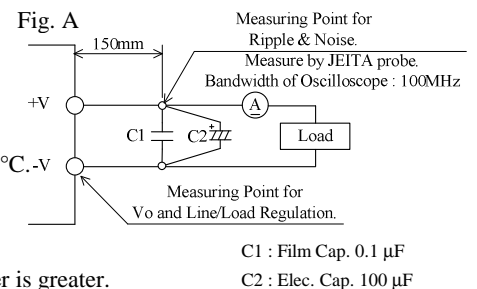 Fig. A
Measuring Point for
Ripple & Noise.
150mm
Measure by JEITA probe.
Bandwidth of Oscilloscope : 100MHz
+V
A
C1
C2
+
Load
°C.
-V
Measuring Point for
Vo and Line/Load Regulation.
C1 : Film Cap. 0.1 µF
er is greater.
C2 : Elec. Cap. 100 µF